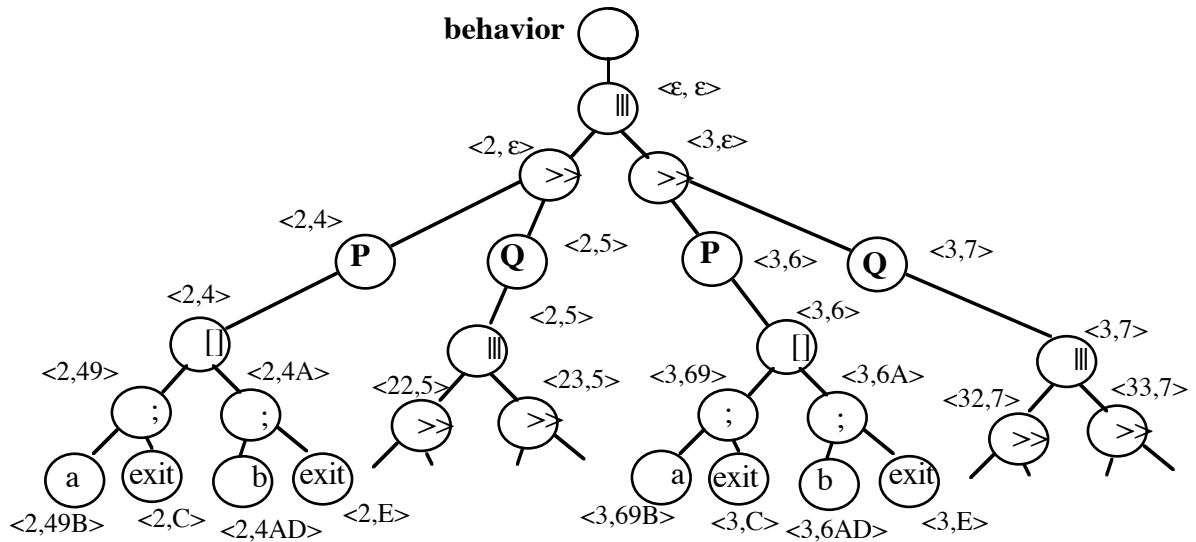 behavior
||| <ε, ε>
<2, ε> >> >> <3,ε>
<2,4> P Q <2,5> P <3,6> Q <3,7>
<2,4> [] <2,5> ||| <3,6> [] <3,7> |||
<2,49> ; <2,4A> ; <22,5> >> <23,5> >> <3,69> ; <3,6A> ; <32,7> >> <33,7> >>
a exit b exit a exit b exit
<2,49B> <2,C> <2,4AD> <2,E> <3,69B> <3,C> <3,6AD> <3,E>